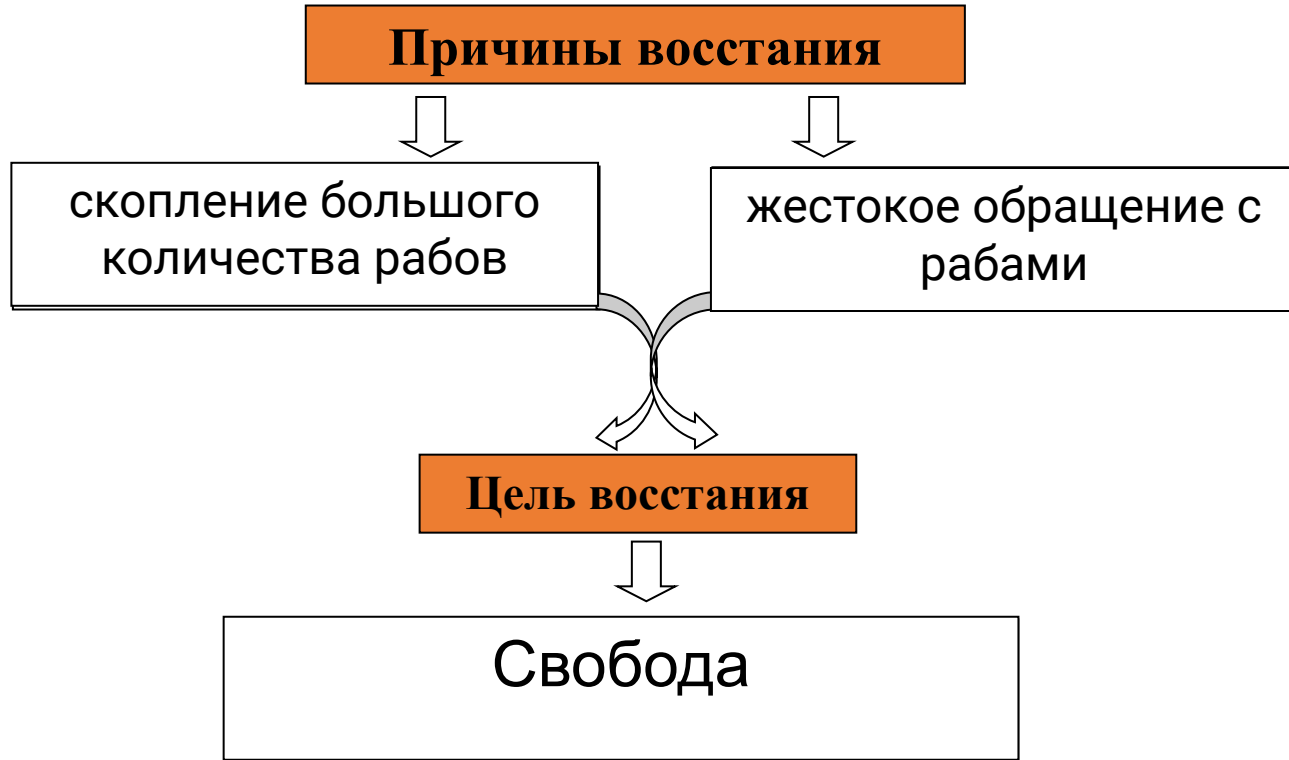 Причины восстания
скопление большого
количества рабов
жестокое обращение с
рабами
Цель восстания
Свобода